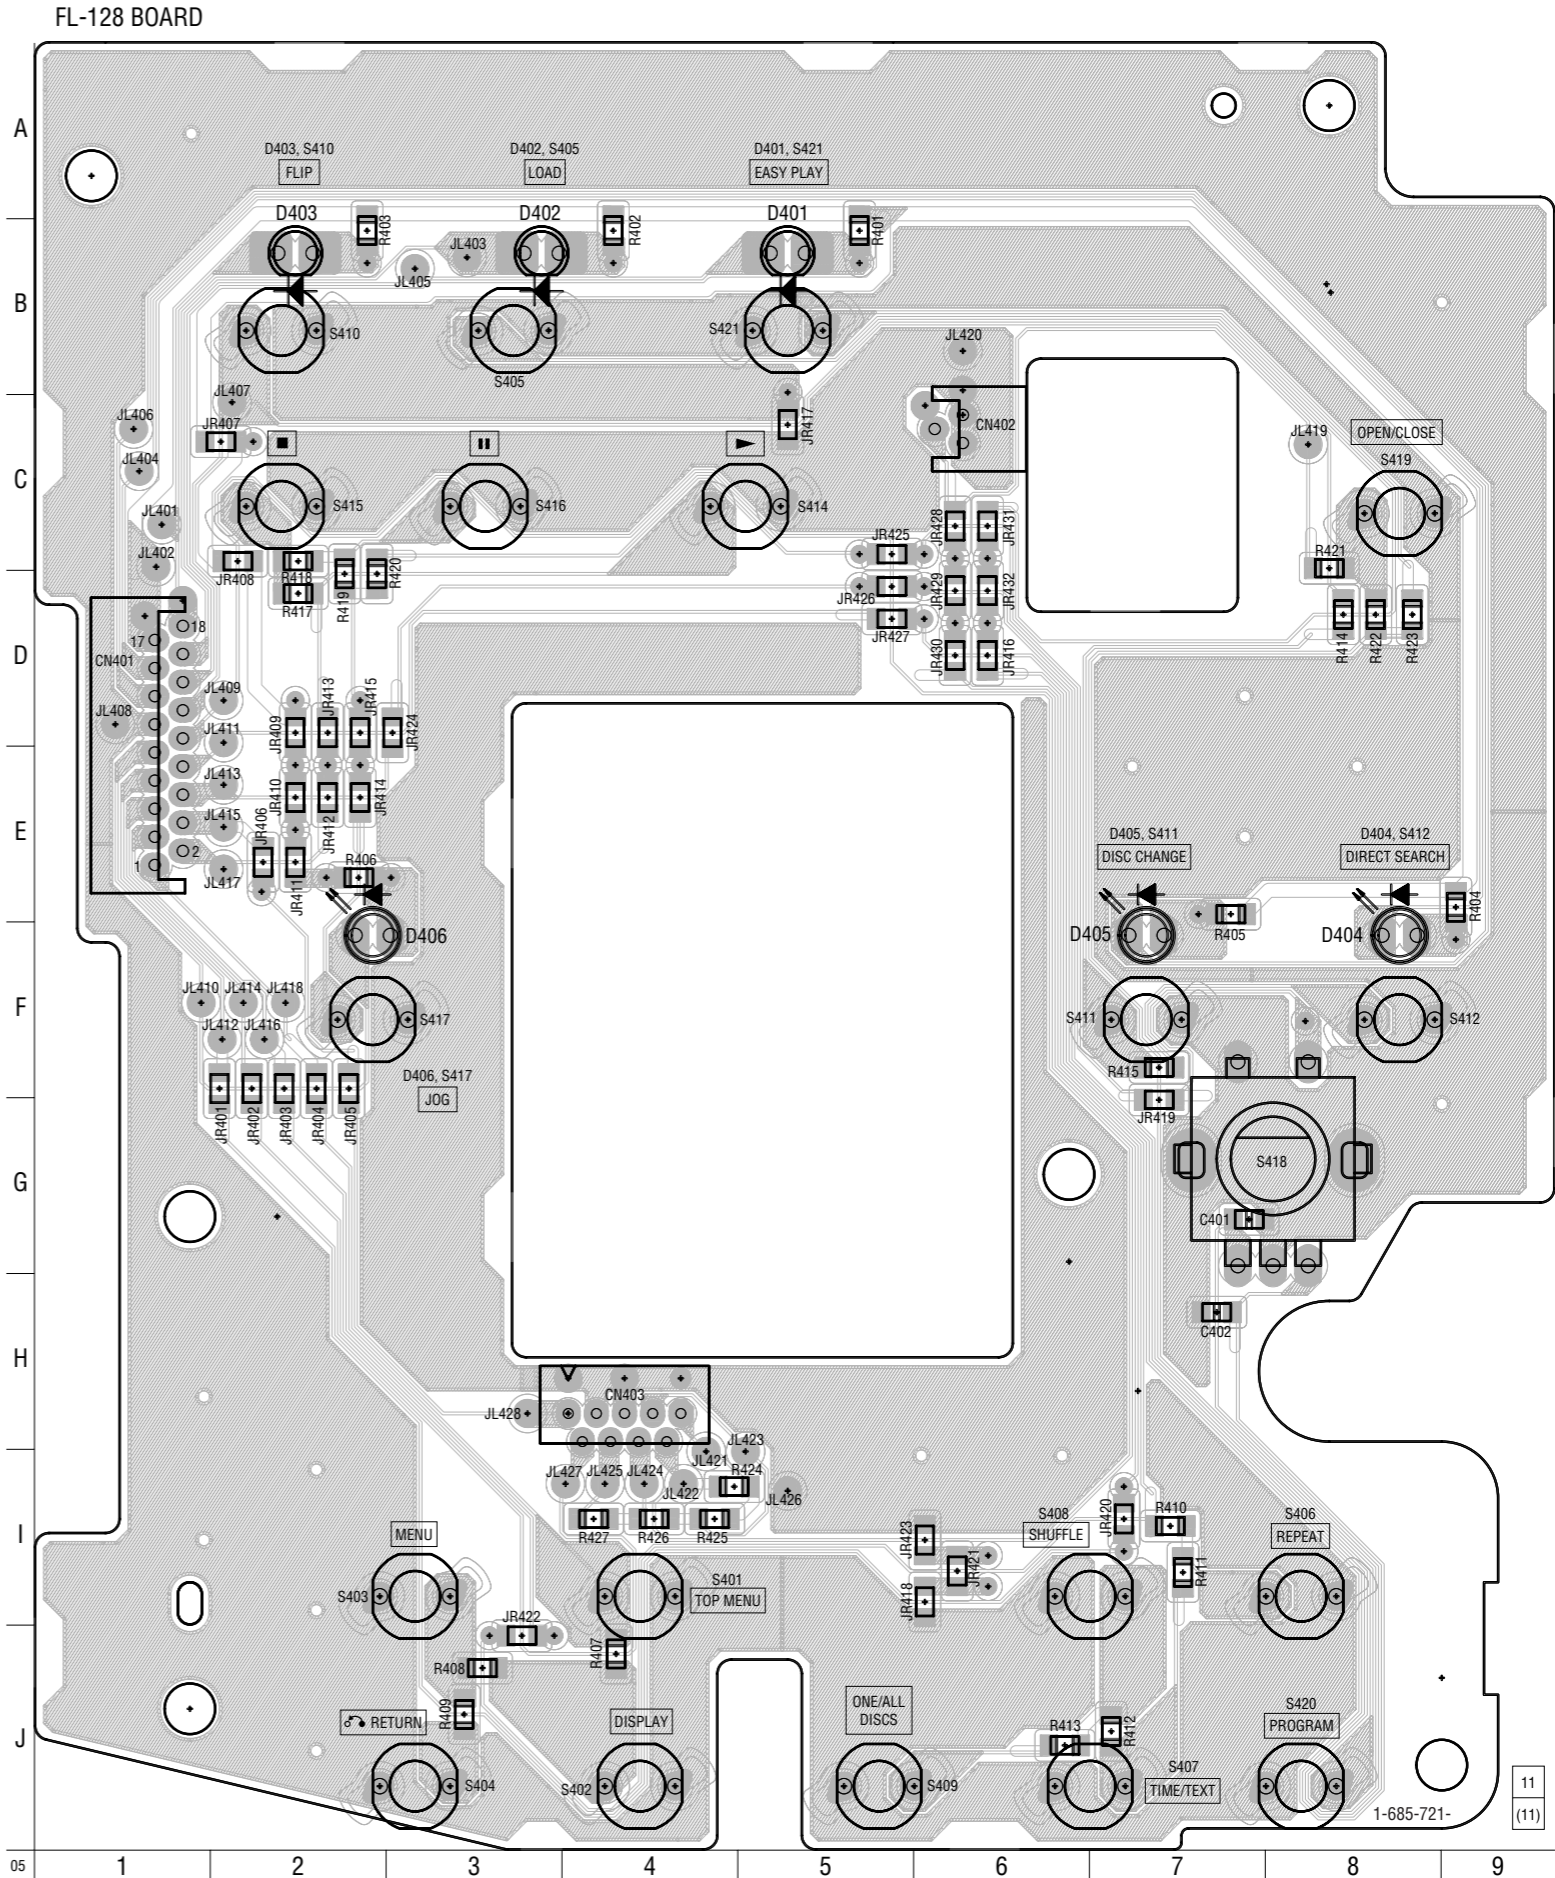 FL-128 BOARD
A
D403, S410
FLIP
D402, S405
LOAD
D401, S421
EASY PLAY
D403
R403
D402
R402
D401
R401
JL403
JL405
B
S410
S405
S421
JL420
JL407
JL406
JR407
JR417
CN402
JL419
OPEN/CLOSE
S419
C
JL404
S415
S416
S414
JL401
JR428
JR431
JL402
JR425
R421
JR408
R418
R417
R419
R420
JR426
JR429
JR432
JR427
R414
R422
R423
18
17
D
CN401
JR430
JR416
JL409
JR413
JR415
JL408
JR409
JR424
JL411
JL413
JR410
JR414
JL415
JR406
JR412
E
D405, S411
DISC CHANGE
D404, S412
DIRECT SEARCH
1
2
JL417
JR411
R406
R404
R405
D406
D405
D404
JL410
JL414
JL418
F
S417
S411
S412
JL412
JL416
R415
D406, S417
JOG
JR401
JR402
JR403
JR404
JR405
JR419
G
S418
C401
C402
H
CN403
JL428
JL423
JL421
JL427
JL425
JL424
R424
JL422
JL426
R427
R426
R425
I
MENU
JR423
S408
SHUFFLE
JR420
R410
S406
REPEAT
S403
S401
TOP MENU
JR421
R411
JR418
JR422
R407
R408
R409
J
RETURN
DISPLAY
ONE/ALL
DISCS
R413
R412
S420
PROGRAM
S404
S402
S409
S407
TIME/TEXT
1-685-721-
11
(11)
05
1
2
3
4
5
6
7
8
9